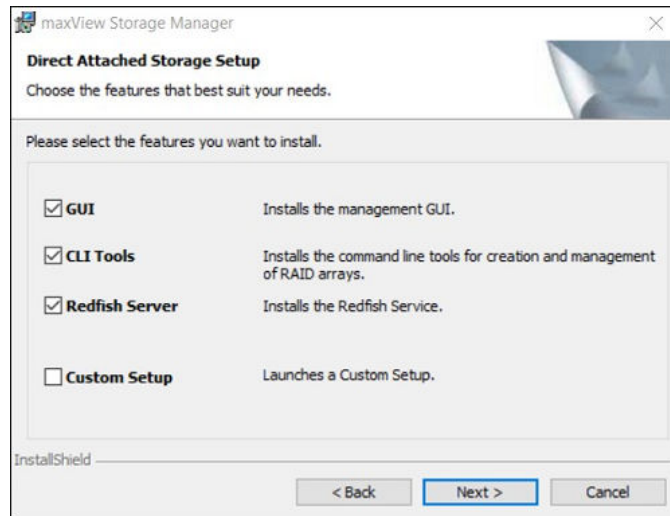 maxView Storage Manager
Direct Attached Storage Setup
Choose the features that best suit your needs.
Please select the features you want to install.
GUI Installs the management GUI.
CLI Tools Installs the command line tools for creation and management
of RAID arrays.
Redfish Server Installs the Redfish Service.
Custom Setup Launches a Custom Setup.
InstallShield
< Back Next > Cancel